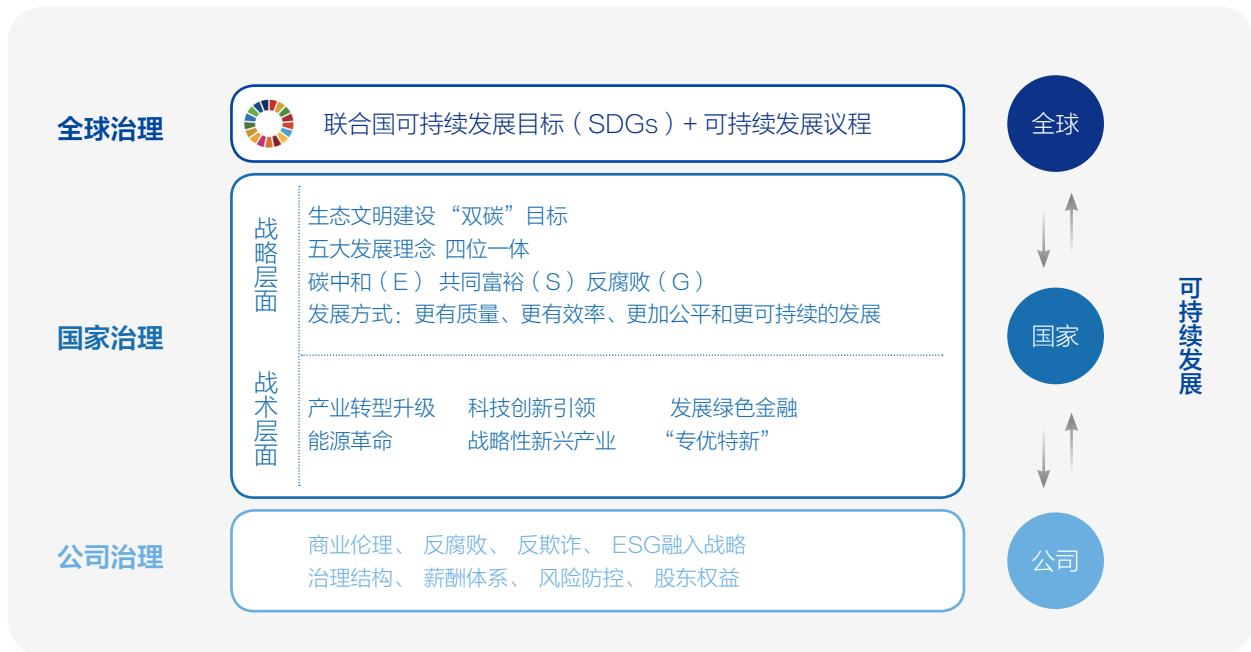 全球治理
联合国可持续发展目标（SDGs）+ 可持续发展议程
全球
国家治理
战略层面
生态文明建设 “双碳”目标
五大发展理念 四位一体
碳中和（E） 共同富裕（S）反腐败（G）
发展方式：更有质量、更有效率、更加公平和更可持续的发展
战术层面
产业转型升级 科技创新引领 发展绿色金融
能源革命 战略性新兴产业 “专优特新”
国家
可持续发展
公司治理
商业伦理、 反腐败、 反欺诈、 ESG融入战略
治理结构、 薪酬体系、 风险防控、 股东权益
公司